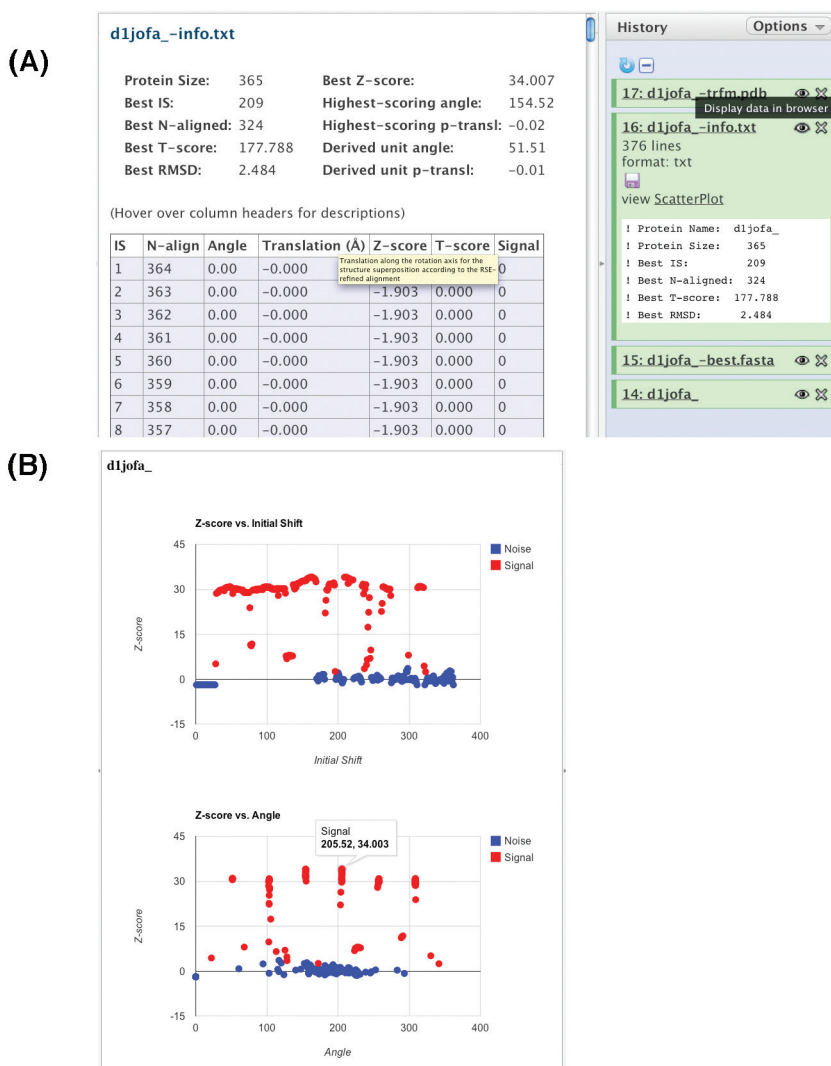 (A)
d1jofa_-info.txt
Protein Size: 365 Best Z-score: 34.007
Best IS: 209 Highest-scoring angle: 154.52
Best N-aligned: 324 Highest-scoring p-transl: -0.02
Best T-score: 177.788 Derived unit angle: 51.51
Best RMSD: 2.484 Derived unit p-transl: -0.01
(Hover over column headers for descriptions)
IS N-align Angle Translation (Å) Z-score T-score Signal
1 364 0.00 -0.000 0
Translation along the rotation axis for the
structure superposition according to the RSE-
refined alignment
2 363 0.00 -0.000 -1.903 0.000 0
3 362 0.00 -0.000 -1.903 0.000 0
4 361 0.00 -0.000 -1.903 0.000 0
5 360 0.00 -0.000 -1.903 0.000 0
6 359 0.00 -0.000 -1.903 0.000 0
7 358 0.00 -0.000 -1.903 0.000 0
8 357 0.00 -0.000 -1.903 0.000 0
History Options
17: d1jofa_-trfm.pdb
Display data in browser
16: d1jofa_-info.txt
376 lines
format: txt
view ScatterPlot
! Protein Name: d1jofa_
! Protein Size: 365
! Best IS: 209
! Best N-aligned: 324
! Best T-score: 177.788
! Best RMSD: 2.484
15: d1jofa_-best.fasta
14: d1jofa_
(B)
d1jofa_
Z-score vs. Initial Shift
45
30
15
0
-15
Z-score
0 100 200 300 400
Initial Shift
Noise
Signal
Z-score vs. Angle
Signal
205.52, 34.003
45
30
15
0
-15
Z-score
0 100 200 300 400
Angle
Noise
Signal